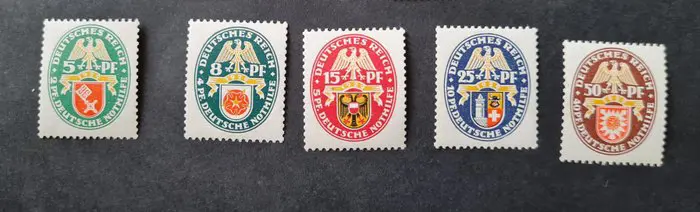 DEUTSCHES REICH
5 PF
2 PF. DEUTSCHE NOTHILFE
DEUTSCHES REICH
8 PF
4 PF. DEUTSCHE NOTHILFE
DEUTSCHES REICH
15 PF
5 PF. DEUTSCHE NOTHILFE
DEUTSCHES REICH
25 PF
10 PF. DEUTSCHE NOTHILFE
DEUTSCHES REICH
50 PF
40 PF. DEUTSCHE NOTHILFE